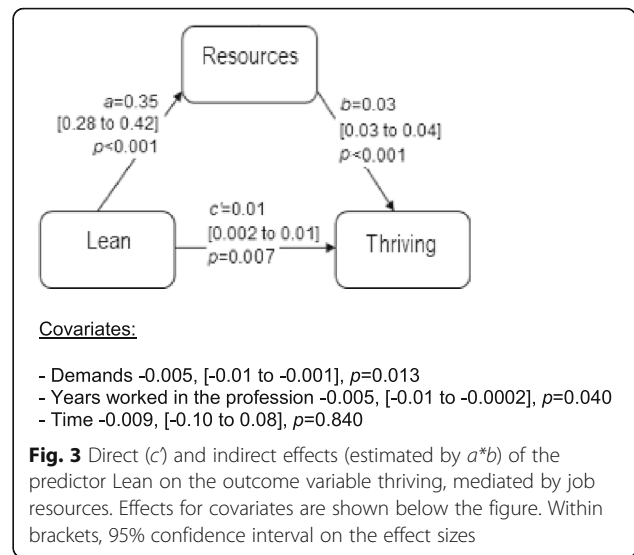 Resources
a=0.35
[0.28 to 0.42]
p<0.001
b=0.03
[0.03 to 0.04]
p<0.001
c'=0.01
[0.002 to 0.01]
p=0.007
Lean
Thriving
Covariates:
- Demands -0.005, [-0.01 to -0.001], p=0.013
- Years worked in the profession -0.005, [-0.01 to -0.0002], p=0.040
- Time -0.009, [-0.10 to 0.08], p=0.840
Fig. 3 Direct (c') and indirect effects (estimated by a*b) of the
predictor Lean on the outcome variable thriving, mediated by job
resources. Effects for covariates are shown below the figure. Within
brackets, 95% confidence interval on the effect sizes